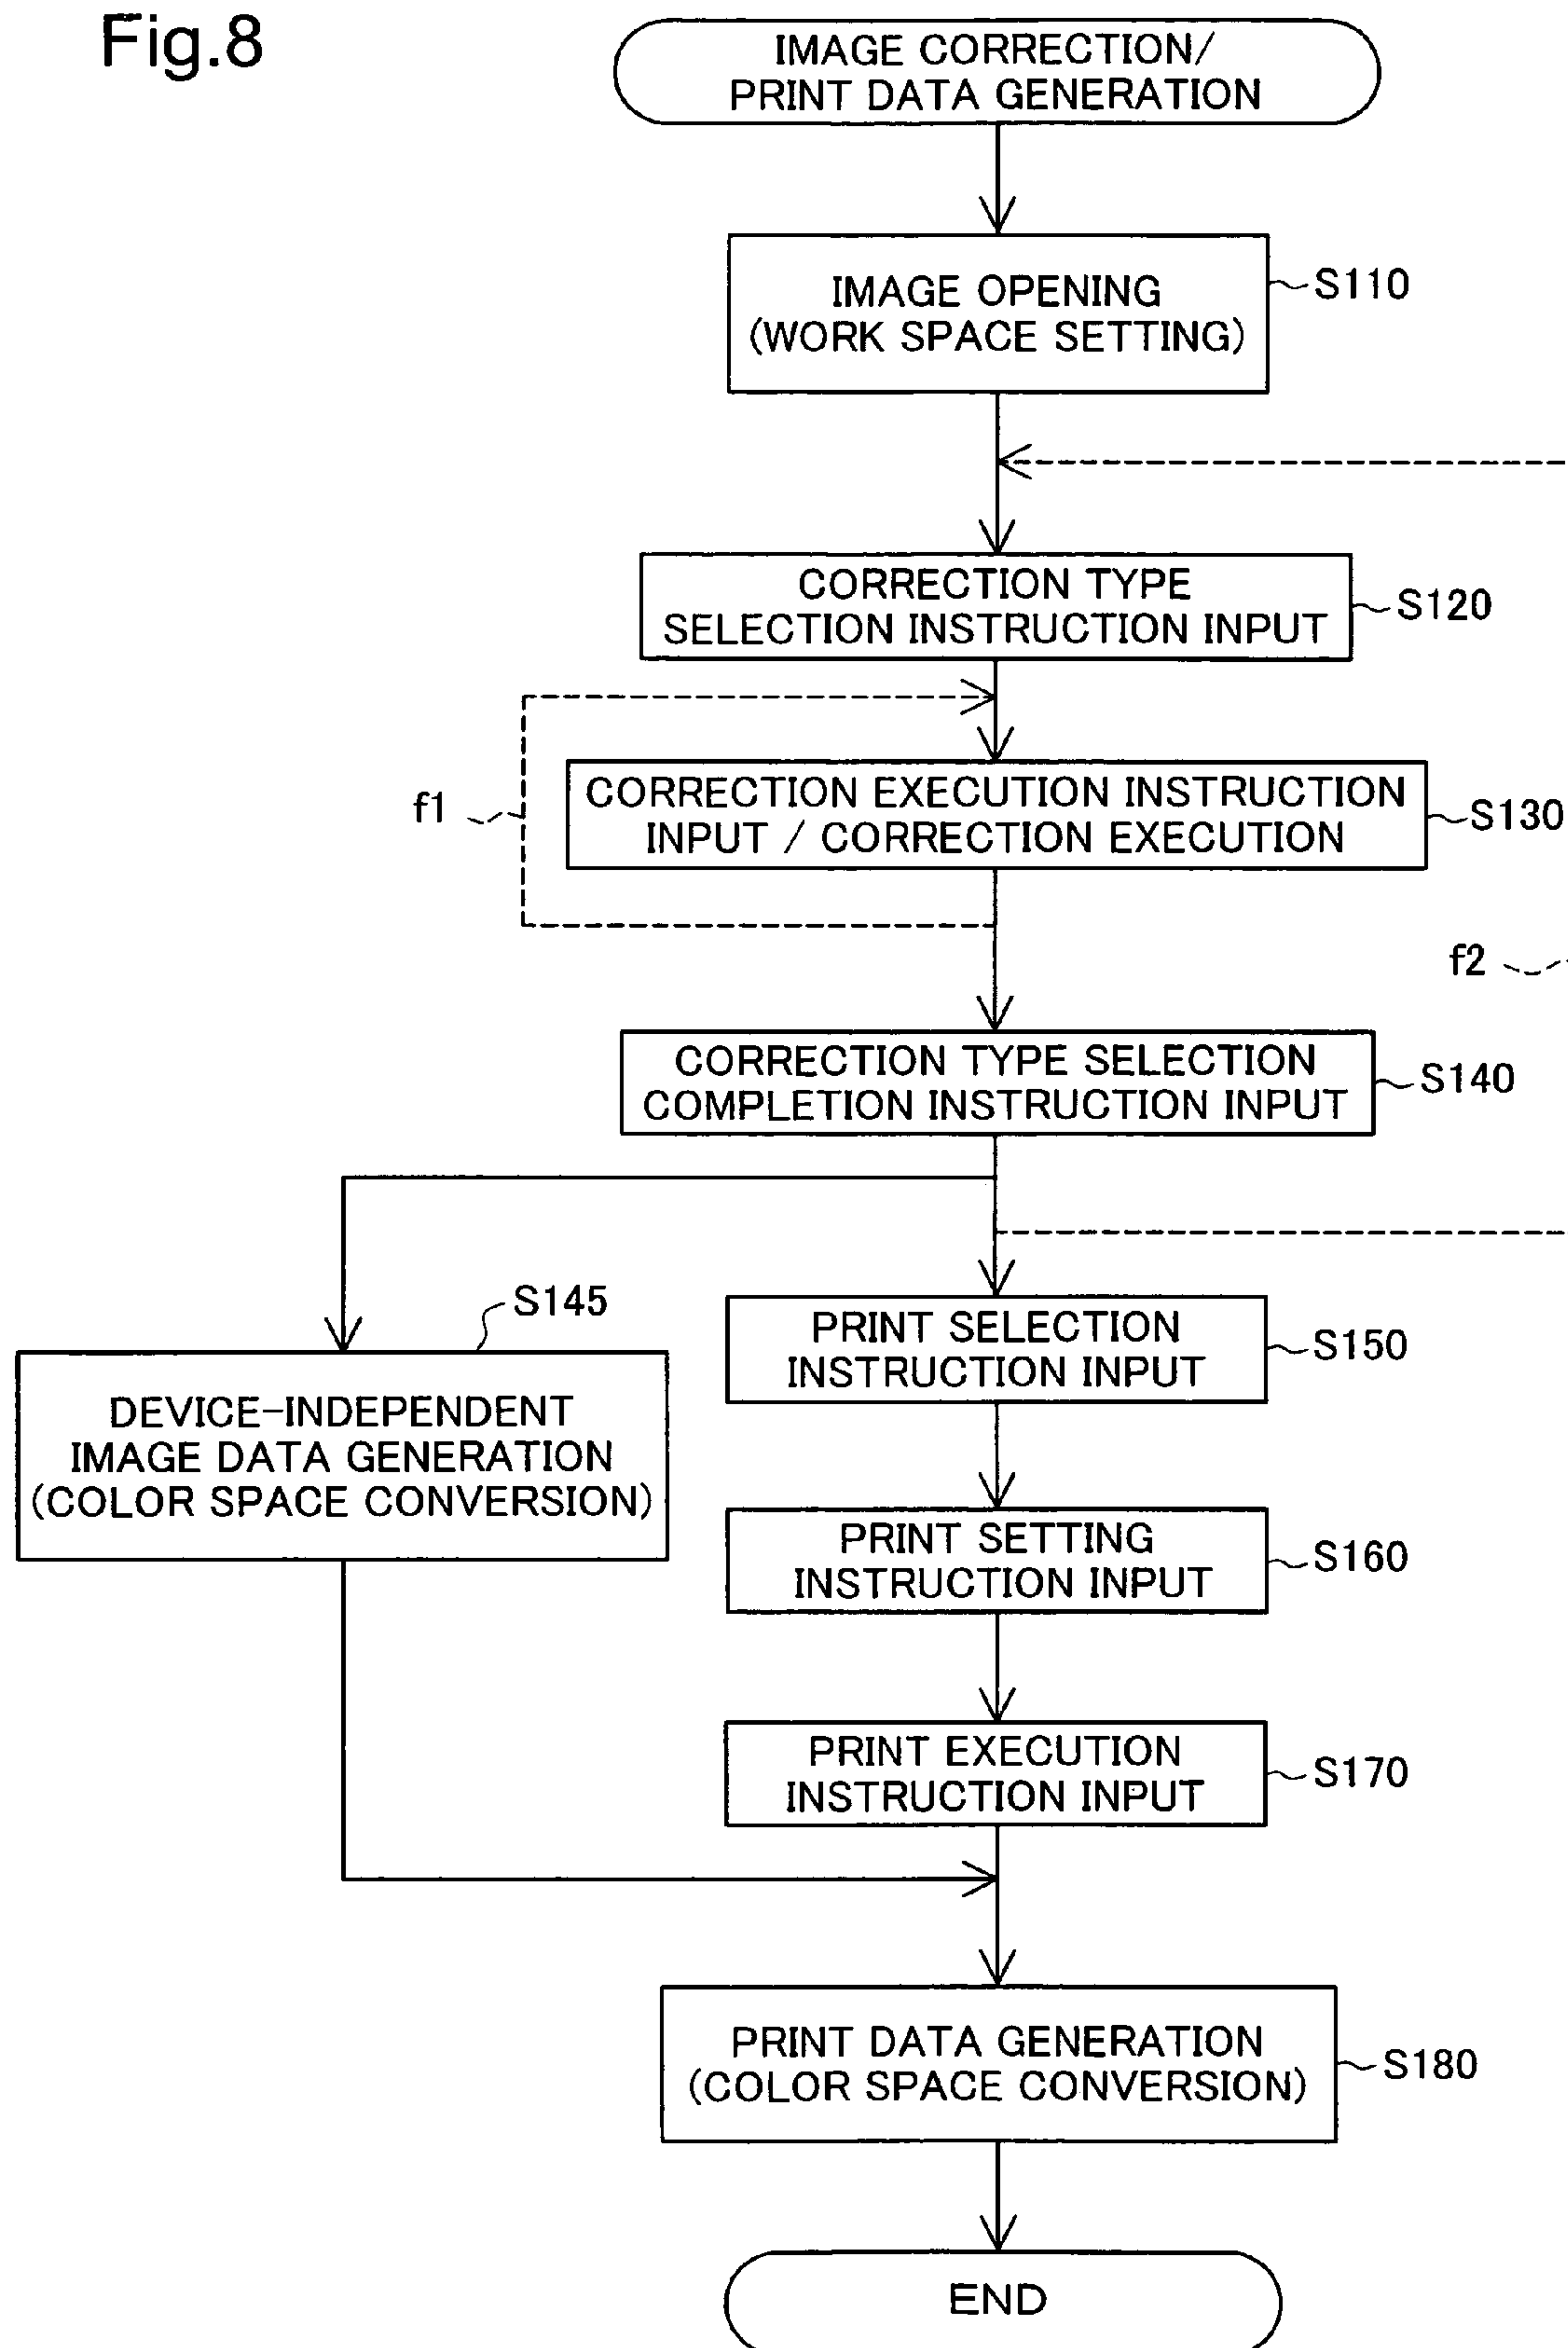 Fig.8
IMAGE CORRECTION/
PRINT DATA GENERATION
IMAGE OPENING
(WORK SPACE SETTING)
S110
CORRECTION TYPE
SELECTION INSTRUCTION INPUT
S120
f1
CORRECTION EXECUTION INSTRUCTION
INPUT / CORRECTION EXECUTION
S130
f2
CORRECTION TYPE SELECTION
COMPLETION INSTRUCTION INPUT
S140
S145
DEVICE-INDEPENDENT
IMAGE DATA GENERATION
(COLOR SPACE CONVERSION)
PRINT SELECTION
INSTRUCTION INPUT
S150
PRINT SETTING
INSTRUCTION INPUT
S160
PRINT EXECUTION
INSTRUCTION INPUT
S170
PRINT DATA GENERATION
(COLOR SPACE CONVERSION)
S180
END